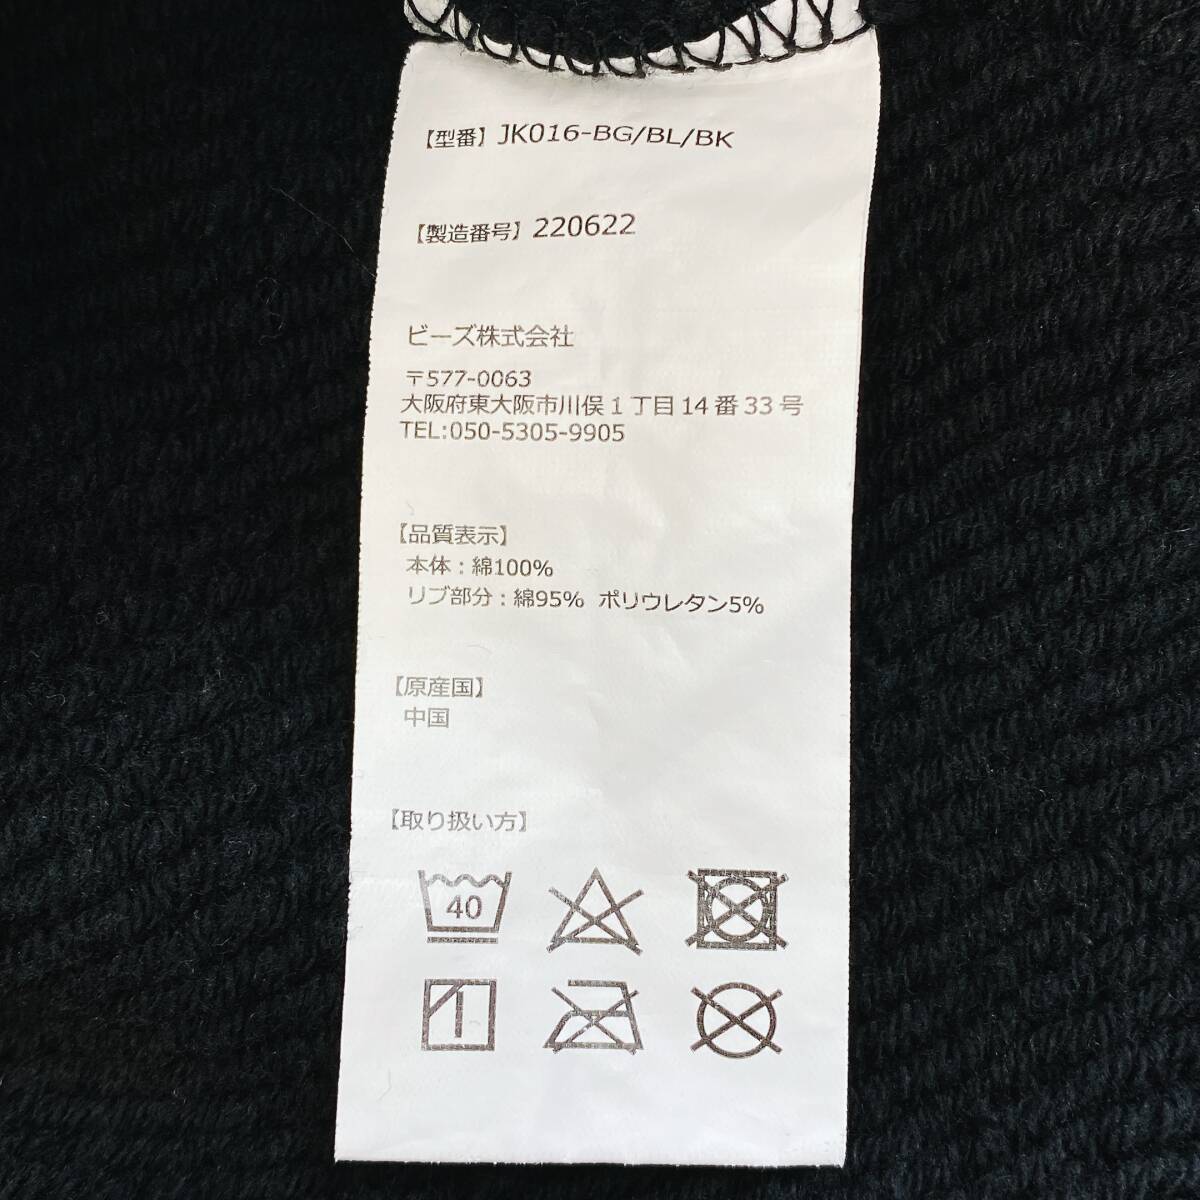 【型番】JK016-BG/BL/BK
【製造番号】220622
ビーズ株式会社
〒577-0063
大阪府東大阪市川俣1丁目14番33号
TEL:050-5305-9905
【品質表示】
本体：綿100%
リブ部分：綿95% ポリウレタン5%
【原産国】
中国
【取り扱い方】
40